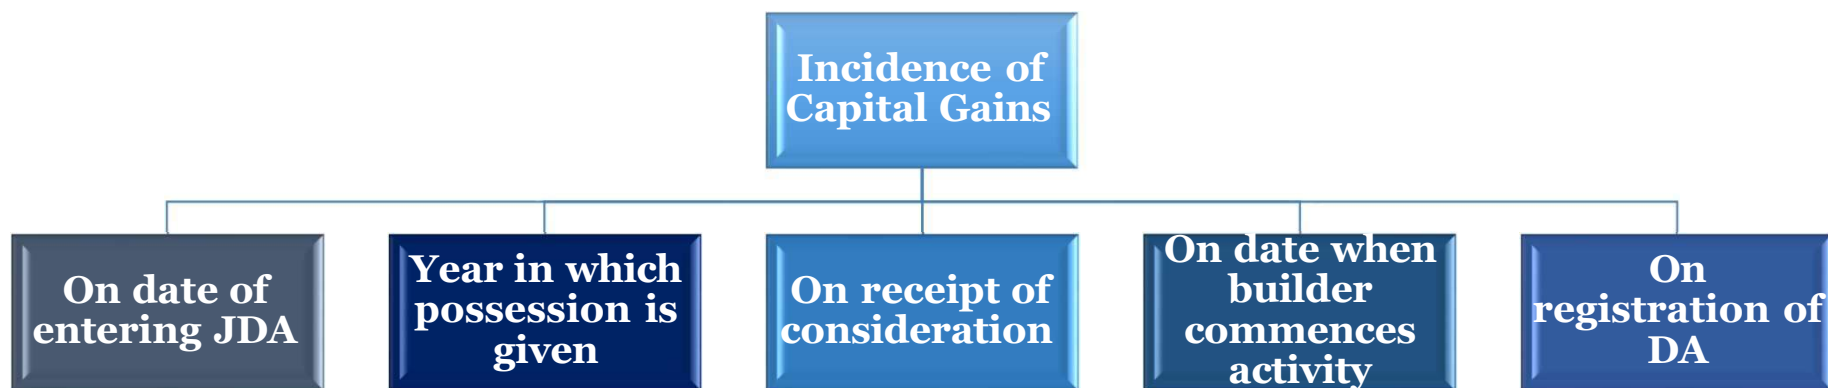 Incidence of
Capital Gains
On date of
entering JDA
Year in which
possession is
given
On receipt of
consideration
On date when
builder
commences
activity
On
registration of
DA